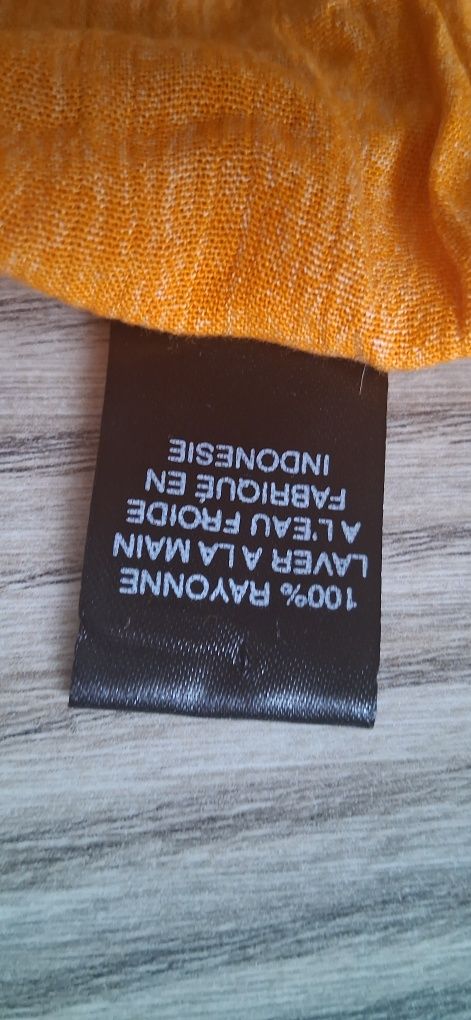 100% RAYONNE
LAVER A LA MAIN
A L'EAU FROIDE
FABRIQUÉ EN
INDONESIE